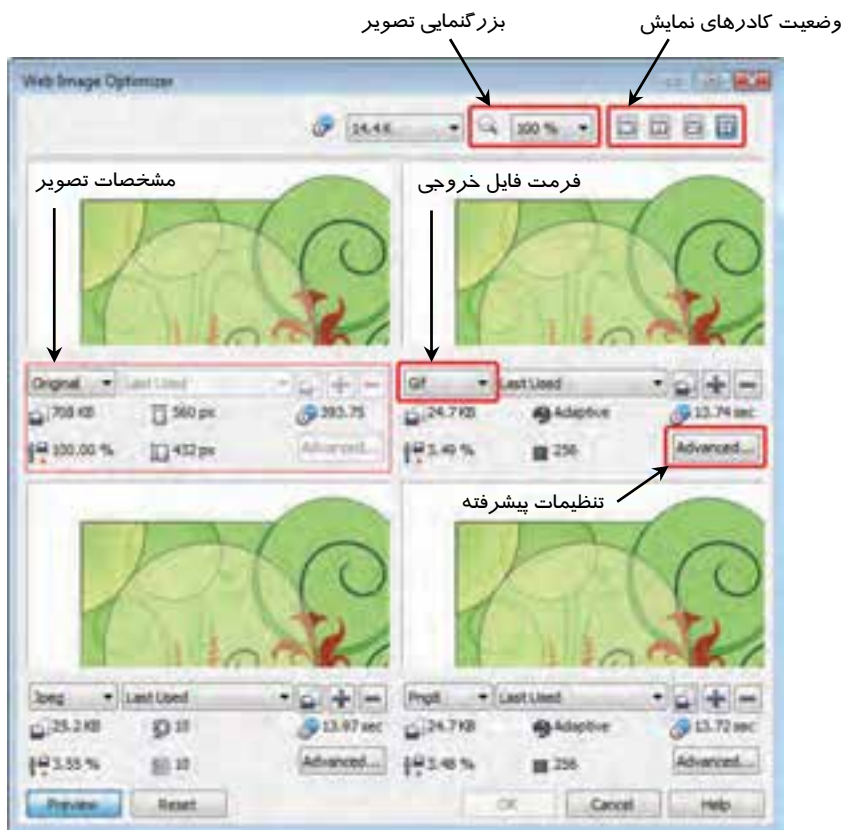 وضعیت کادرهای نمایش
بزرگنمایی تصویر
Web Image Optimizer
14.4 K
100 %
مشخصات تصویر
فرمت فایل خروجی
Original
Last Used
708 KB
560 px
393.75
100.00 %
432 px
Advanced...
Gif
Last Used
24.7 KB
Adaptive
13.74 sec
3.49 %
256
Advanced...
تنظیمات پیشرفته
Jpeg
Last Used
25.2 KB
10
13.97 sec
3.55 %
10
Advanced...
Png8
Last Used
24.7 KB
Adaptive
13.72 sec
3.48 %
256
Advanced...
Preview
Reset
OK
Cancel
Help